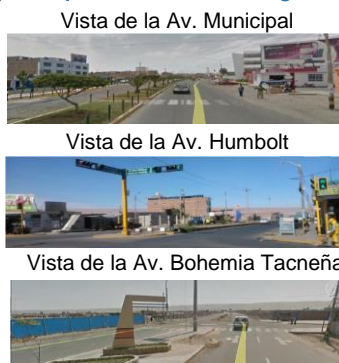 Vista de la Av. Municipal
Vista de la Av. Humbolt
Vista de la Av. Bohemia Tacneña